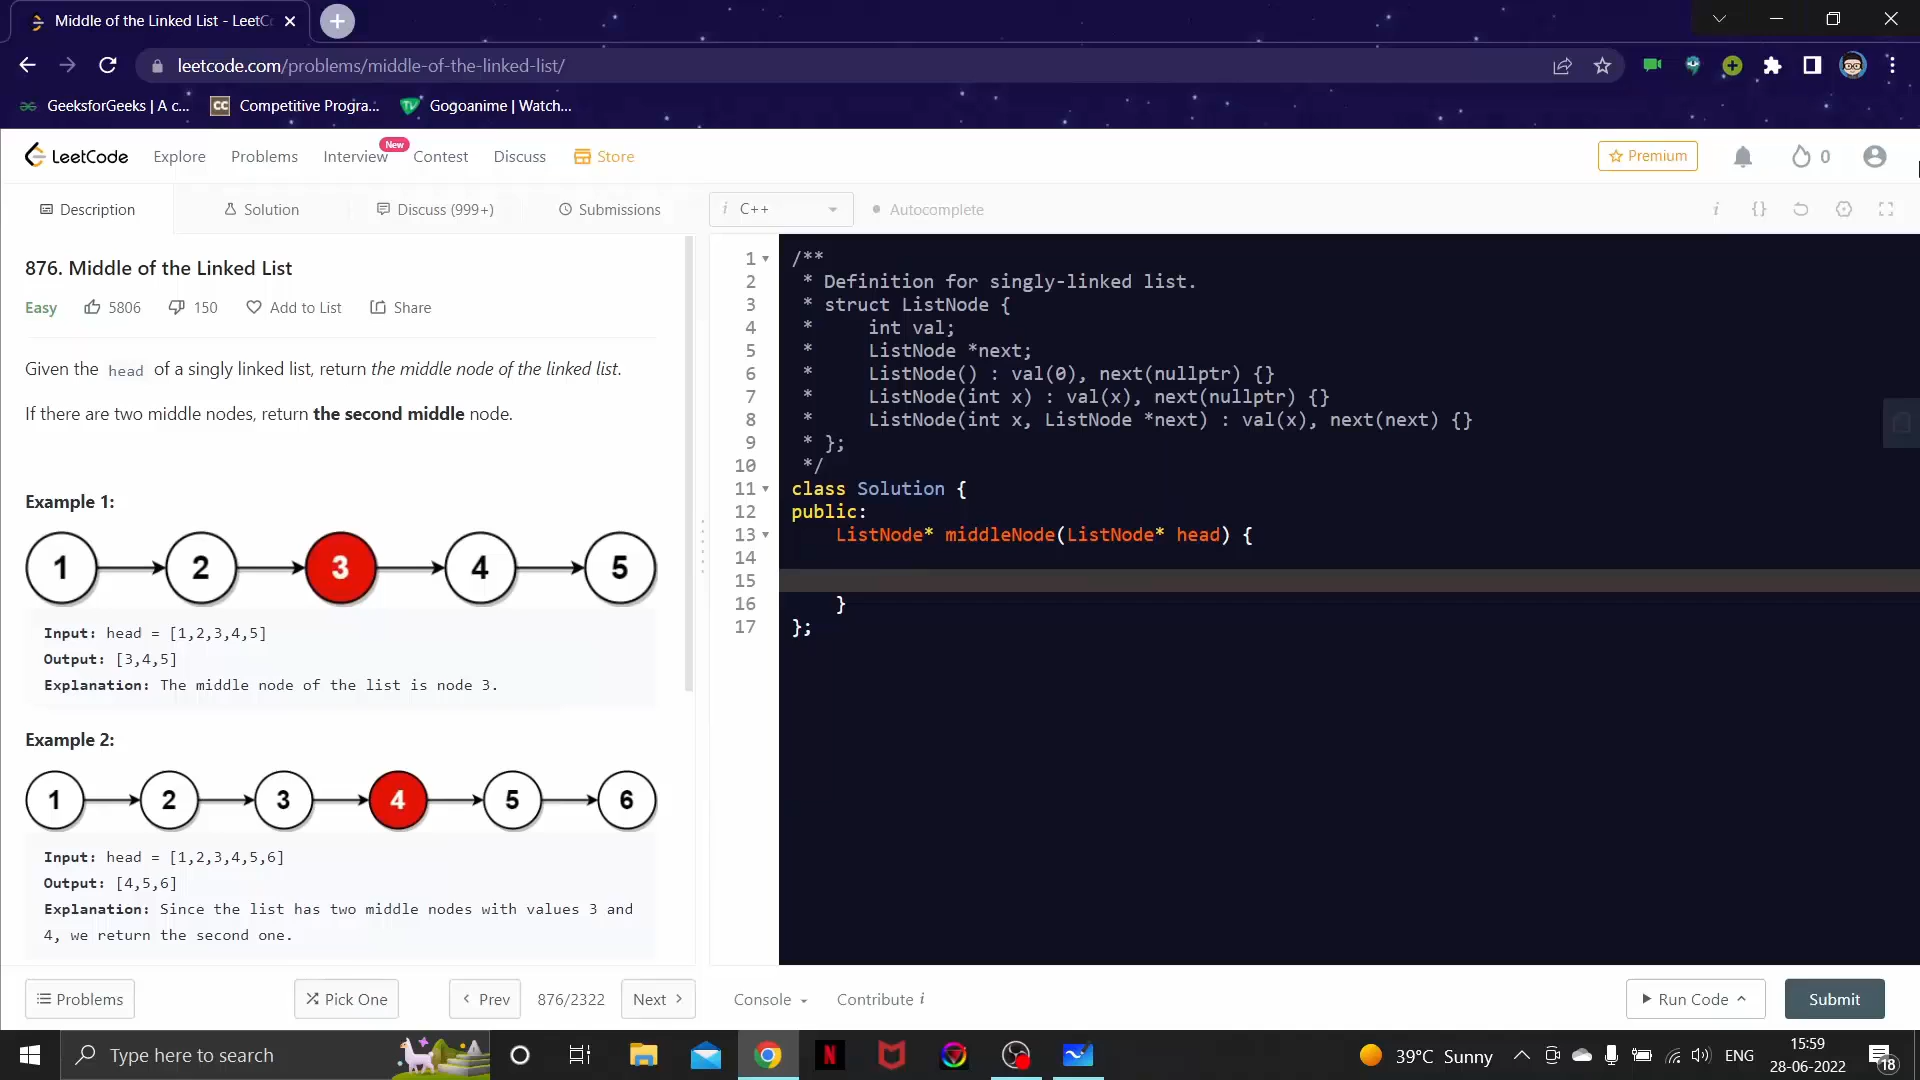 Middle of the Linked List - LeetC
leetcode.com/problems/middle-of-the-linked-list/
GeeksforGeeks | A c...
CC
Competitive Progra...
Gogoanime | Watch...
LeetCode
Explore
Problems
Interview
New
Contest
Discuss
Store
Premium
0
Description
Solution
Discuss (999+)
Submissions
i C++
Autocomplete
i {}
876. Middle of the Linked List
Easy
5806
150
Add to List
Share
Given the head of a singly linked list, return the middle node of the linked list.
If there are two middle nodes, return the second middle node.
Example 1:
1 2 3 4 5
Input: head = [1,2,3,4,5]
Output: [3,4,5]
Explanation: The middle node of the list is node 3.
Example 2:
1 2 3 4 5 6
Input: head = [1,2,3,4,5,6]
Output: [4,5,6]
Explanation: Since the list has two middle nodes with values 3 and
4, we return the second one.
1 /**
2 * Definition for singly-linked list.
3 * struct ListNode {
4 * int val;
5 * ListNode *next;
6 * ListNode() : val(0), next(nullptr) {}
7 * ListNode(int x) : val(x), next(nullptr) {}
8 * ListNode(int x, ListNode *next) : val(x), next(next) {}
9 * };
10 */
11 class Solution {
12 public:
13 ListNode* middleNode(ListNode* head) {
14
15
16 }
17 };
Problems
Pick One
< Prev
876/2322
Next >
Console
Contribute i
Run Code
Submit
Type here to search
N
39°C Sunny
ENG
15:59
28-06-2022
18